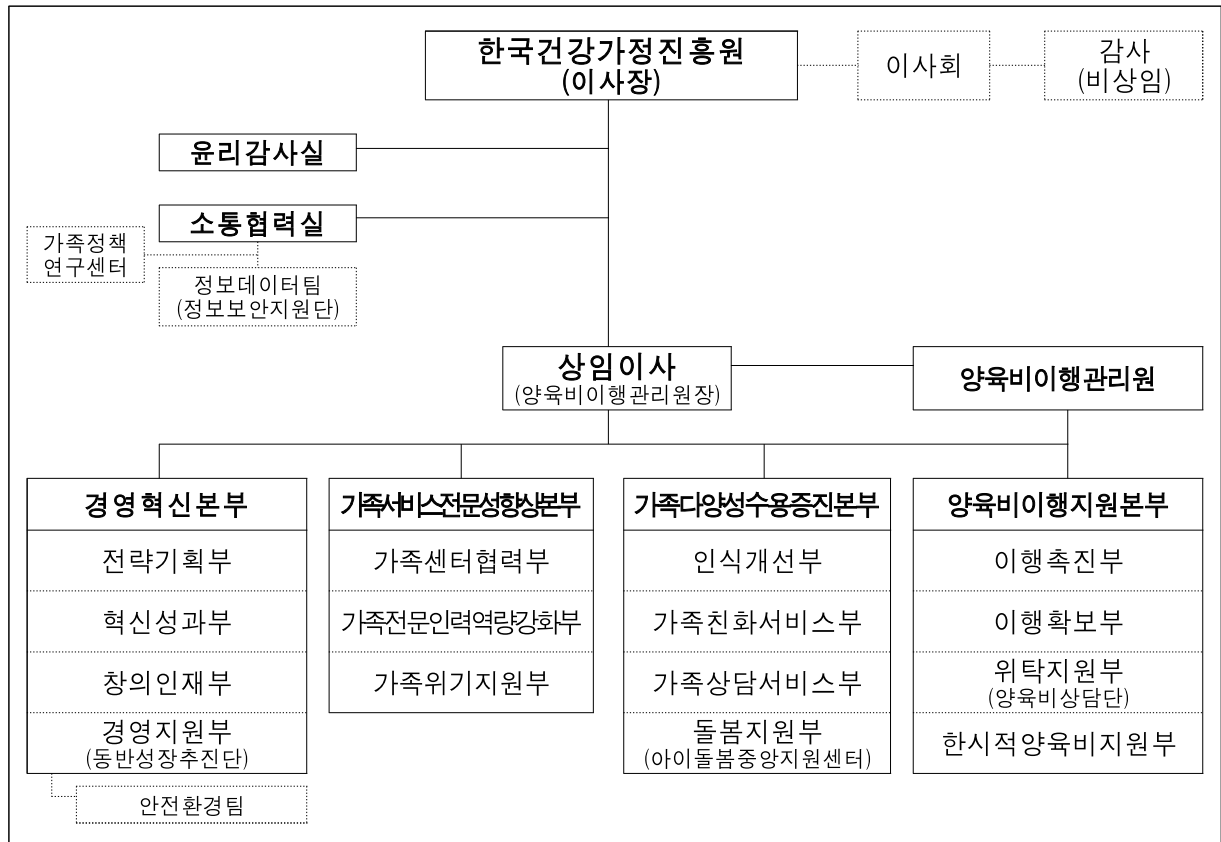 한국건강가정진흥원
(이사장)
이사회
감사
(비상임)
윤리감사실
소통협력실
가족정책
연구센터
정보데이터팀
(정보보안지원단)
상임이사
(양육비이행관리원장)
양육비이행관리원
경영혁신본부
전략기획부
혁신성과부
창의인재부
경영지원부
(동반성장추진단)
안전환경팀
가족서비스전문성향상본부
가족센터협력부
가족전문인력역량강화부
가족위기지원부
가족다양성수용증진본부
인식개선부
가족친화서비스부
가족상담서비스부
돌봄지원부
(아이돌봄중앙지원센터)
양육비이행지원본부
이행촉진부
이행확보부
위탁지원부
(양육비상담단)
한시적양육비지원부